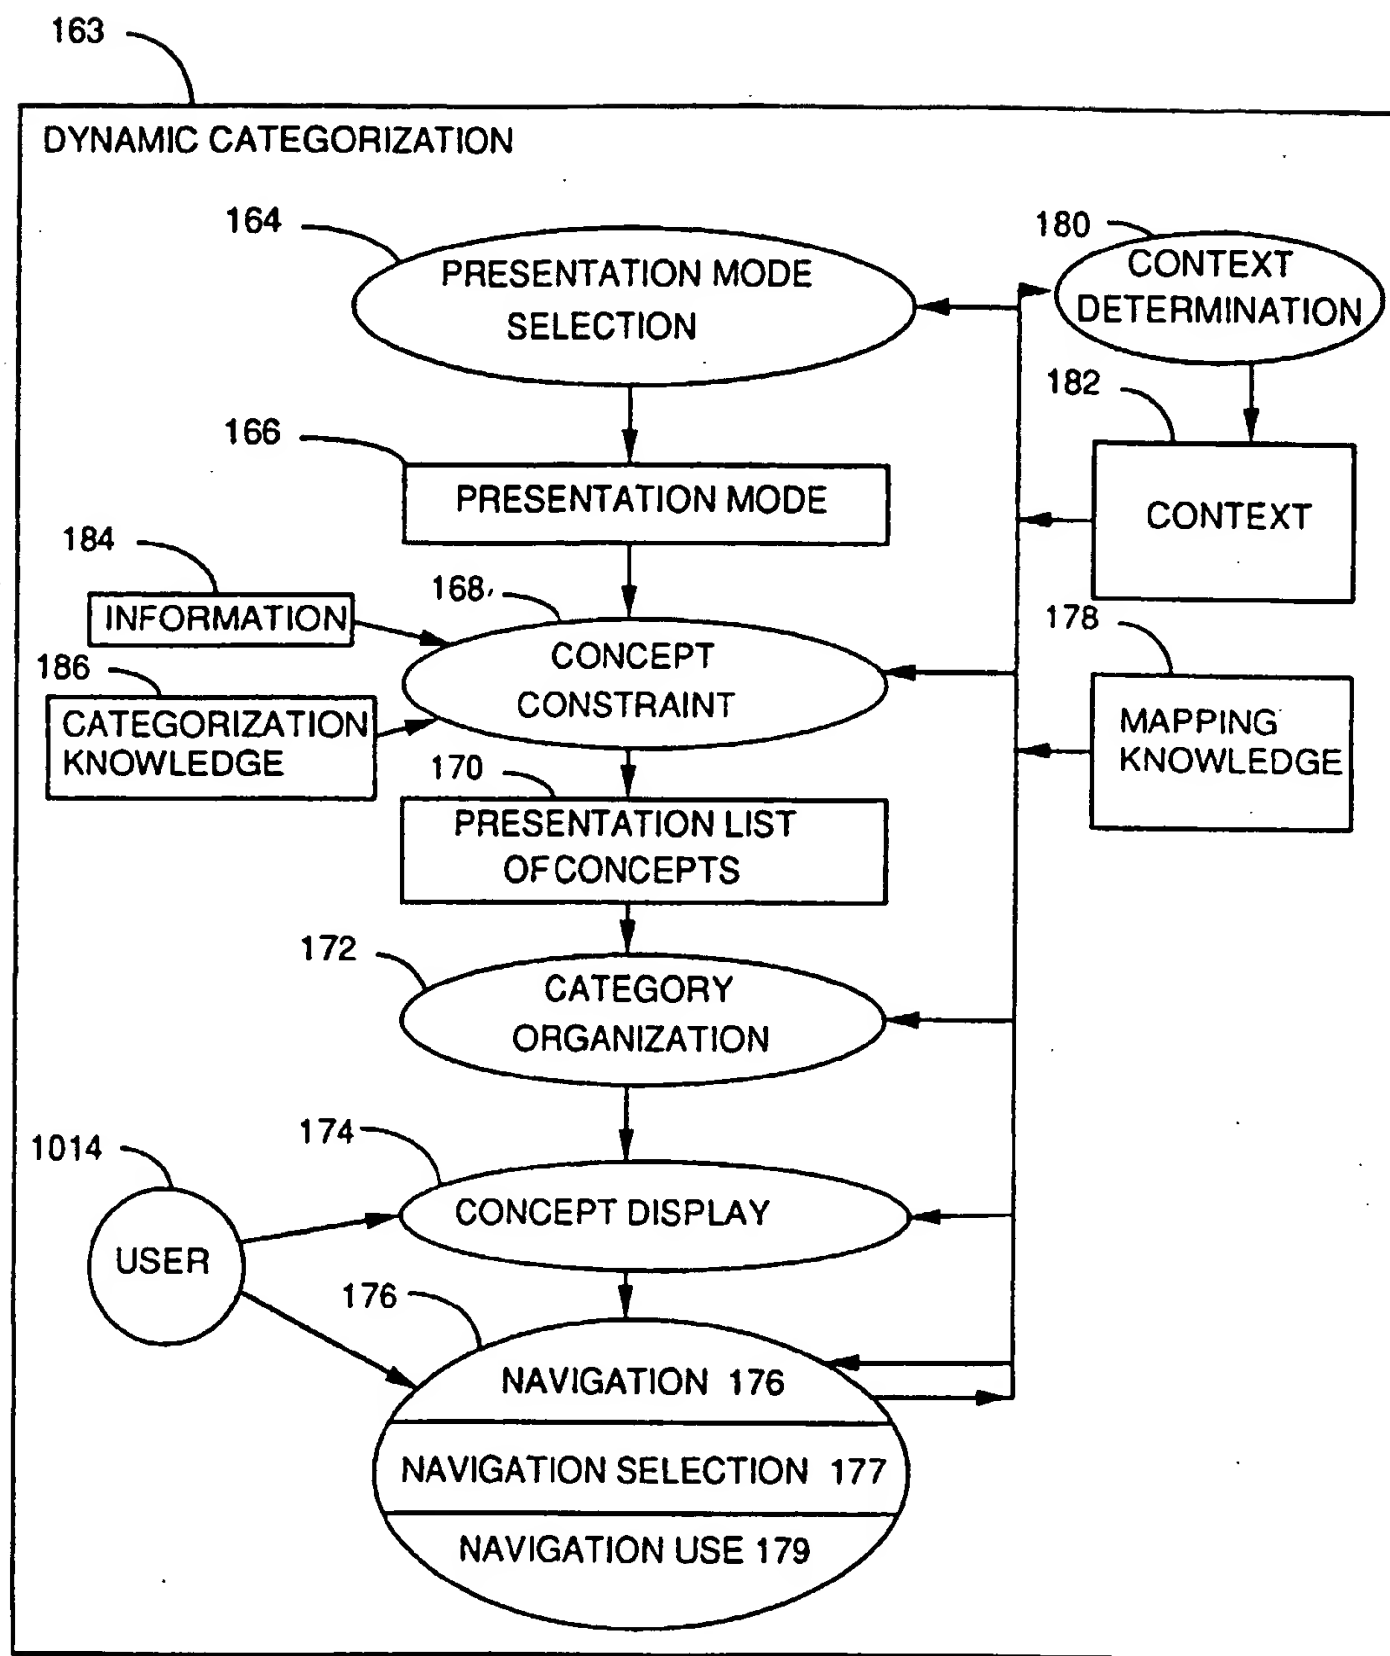 163
DYNAMIC CATEGORIZATION
164
PRESENTATION MODE
SELECTION
180
CONTEXT
DETERMINATION
166
PRESENTATION MODE
182
CONTEXT
184
INFORMATION
168
CONCEPT
CONSTRAINT
178
MAPPING
KNOWLEDGE
186
CATEGORIZATION
KNOWLEDGE
170
PRESENTATION LIST
OF CONCEPTS
172
CATEGORY
ORGANIZATION
174
CONCEPT DISPLAY
1014
USER
176
NAVIGATION 176
NAVIGATION SELECTION 177
NAVIGATION USE 179